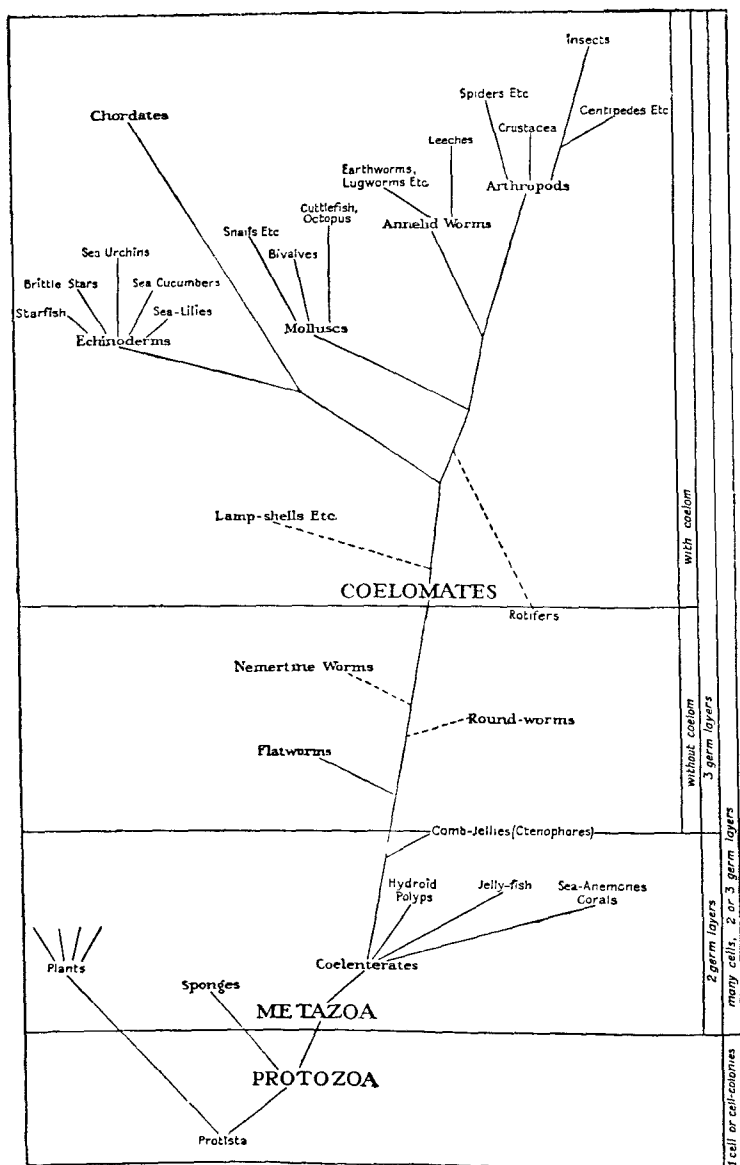 Insects
Spiders Etc
Centipedes Etc
Chordates
Crustacea
Leeches
Earthworms,
Lugworms Etc
Arthropods
Cuttlefish,
Octopus
Annelid Worms
Snails Etc
Bivalves
Sea Urchins
Brittle Stars
Sea Cucumbers
Starfish
Sea-Lilies
Molluscs
Echinoderms
Lamp-shells Etc.
with coelom
COELOMATES
Rotifers
Nemertine Worms
Round-worms
without coelom
3 germ layers
Flatworms
Comb-Jellies (Ctenophores)
Hydroid
Polyps
Jelly-fish
Sea-Anemones
Corals
2 germ layers
many cells, 2 or 3 germ layers
Plants
Coelenterates
Sponges
METAZOA
PROTOZOA
Protista
1 cell or cell-colonies